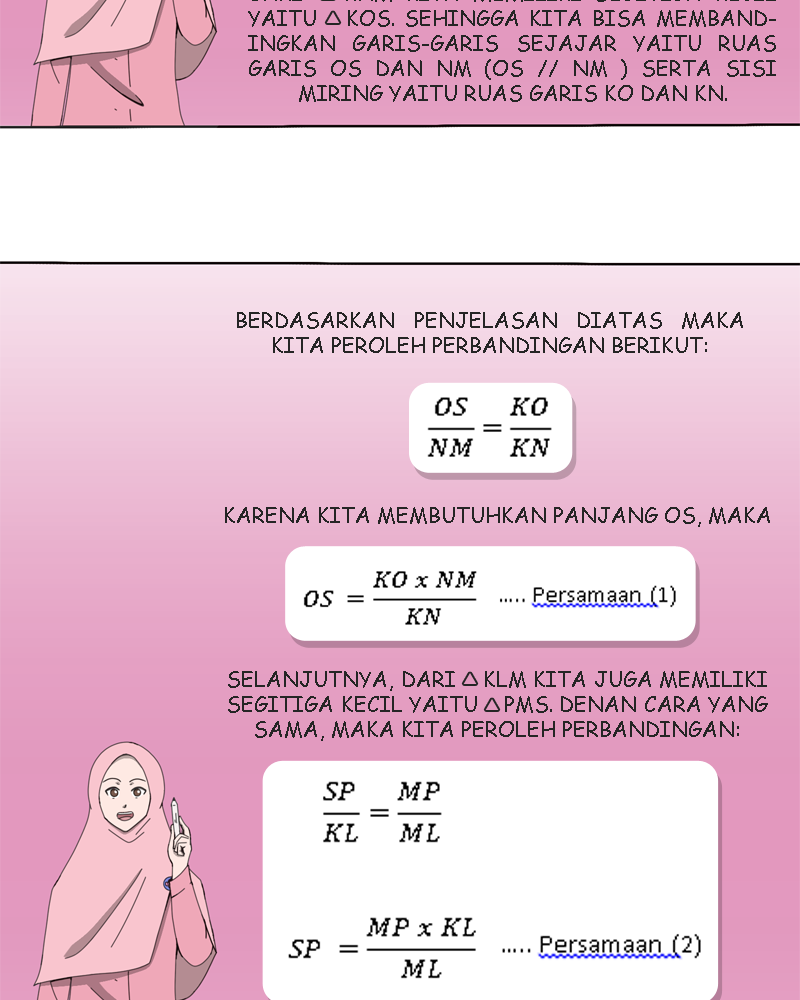 YAITU △KOS. SEHINGGA KITA BISA MEMBAND-
INGKAN GARIS-GARIS SEJAJAR YAITU RUAS
GARIS OS DAN NM (OS // NM ) SERTA SISI
MIRING YAITU RUAS GARIS KO DAN KN.
BERDASARKAN PENJELASAN DIATAS MAKA
KITA PEROLEH PERBANDINGAN BERIKUT:
OS/NM = KO/KN
KARENA KITA MEMBUTUHKAN PANJANG OS, MAKA
OS = KO x NM/KN ..... Persamaan (1)
SELANJUTNYA, DARI △ KLM KITA JUGA MEMILIKI
SEGITIGA KECIL YAITU △PMS. DENAN CARA YANG
SAMA, MAKA KITA PEROLEH PERBANDINGAN:
SP/KL = MP/ML
SP = MP x KL/ML ..... Persamaan (2)